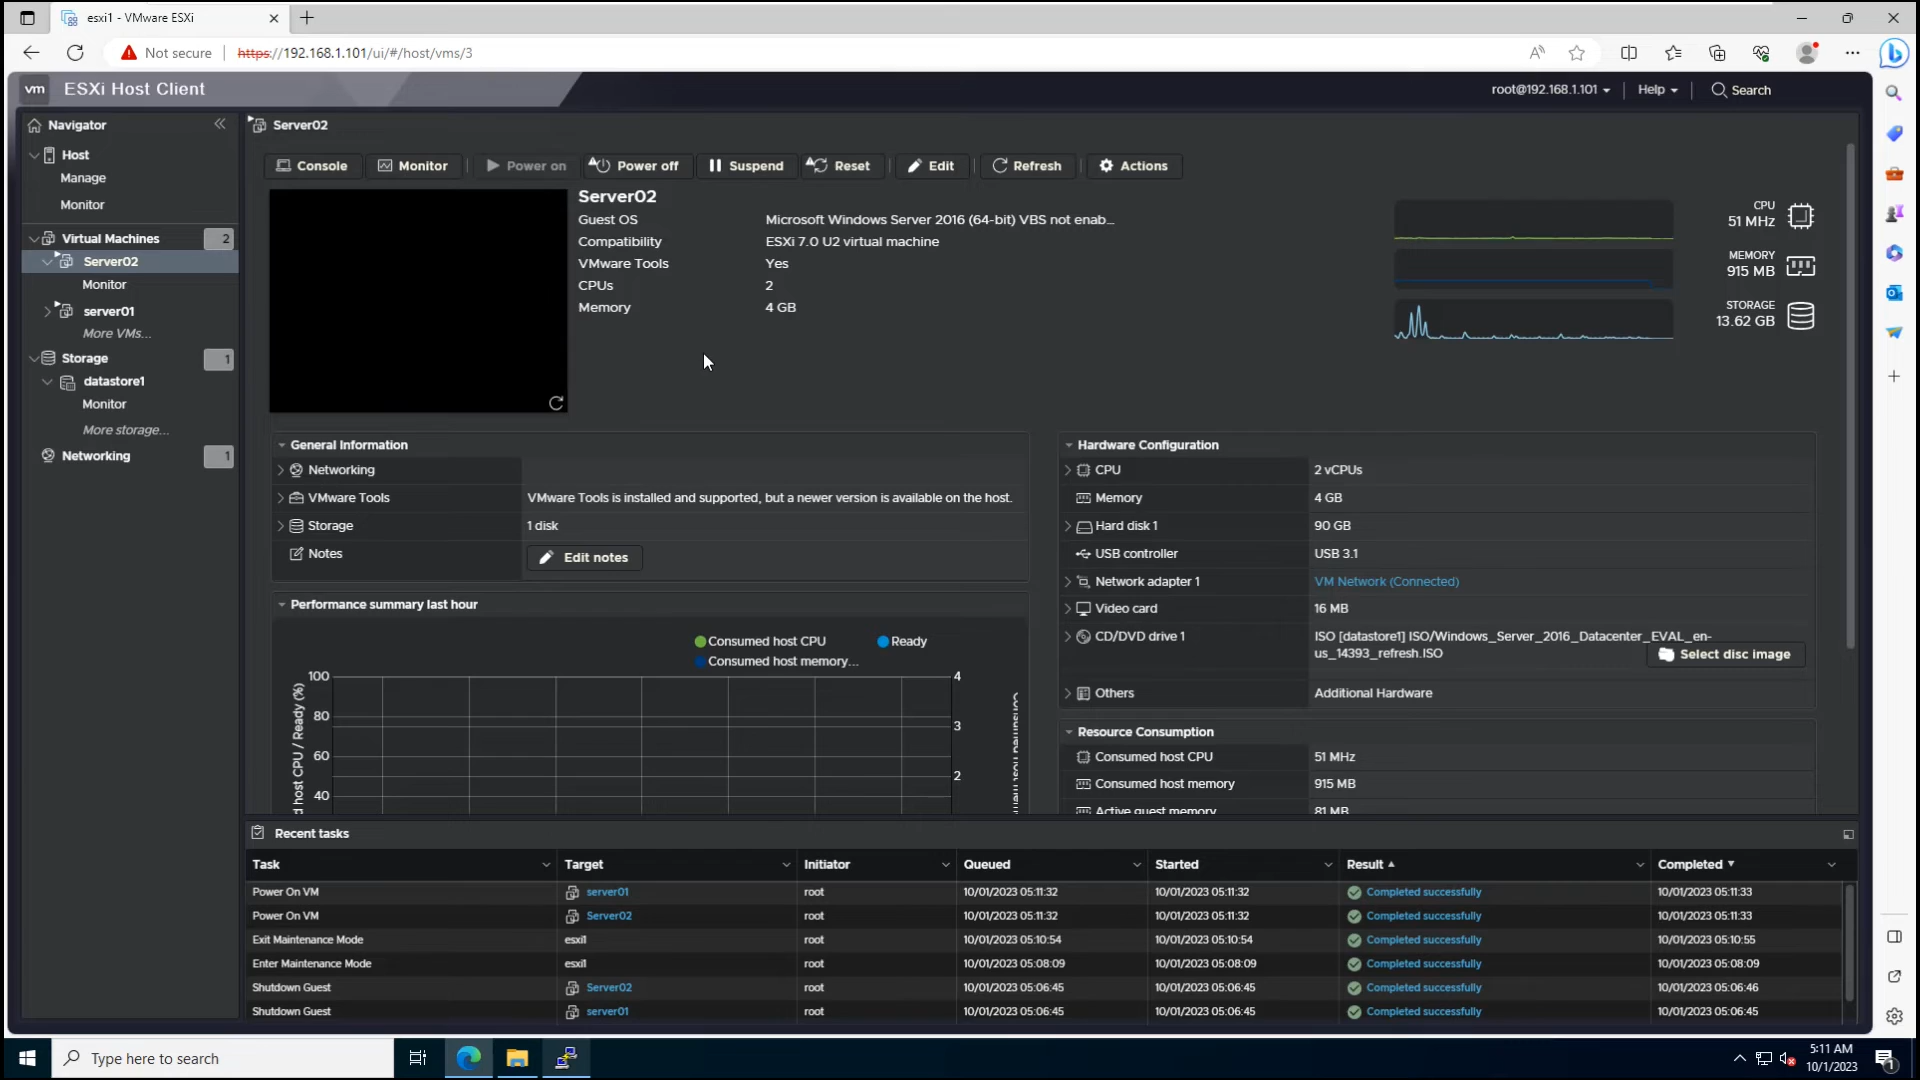 esxi1 - VMware ESXi
Not secure
https://192.168.1.101/ui/#/host/vms/3
vm ESXi Host Client
root@192.168.1.101
Help
Search
Navigator
Host
Manage
Monitor
Virtual Machines 2
Server02
Monitor
server01
More VMs...
Storage 1
datastore1
Monitor
More storage...
Networking 1
Server02
Console
Monitor
Power on
Power off
Suspend
Reset
Edit
Refresh
Actions
Server02
Guest OS Microsoft Windows Server 2016 (64-bit) VBS not enab...
Compatibility ESXi 7.0 U2 virtual machine
VMware Tools Yes
CPUs 2
Memory 4 GB
CPU
51 MHz
MEMORY
915 MB
STORAGE
13.62 GB
General Information
Networking
VMware Tools VMware Tools is installed and supported, but a newer version is available on the host.
Storage 1 disk
Notes Edit notes
Performance summary last hour
Consumed host CPU Ready
Consumed host memory...
100 4
80
3
60
2
40
d host CPU / Ready (%)
Hardware Configuration
CPU 2 vCPUs
Memory 4 GB
Hard disk 1 90 GB
USB controller USB 3.1
Network adapter 1 VM Network (Connected)
Video card 16 MB
CD/DVD drive 1 ISO [datastore1] ISO/Windows_Server_2016_Datacenter_EVAL_en-
us_14393_refresh.ISO
Select disc image
Others Additional Hardware
Resource Consumption
Consumed host CPU 51 MHz
Consumed host memory 915 MB
Active guest memory 81 MB
Recent tasks
Task Target Initiator Queued Started Result Completed
Power On VM server01 root 10/01/2023 05:11:32 10/01/2023 05:11:32 Completed successfully 10/01/2023 05:11:33
Power On VM Server02 root 10/01/2023 05:11:32 10/01/2023 05:11:32 Completed successfully 10/01/2023 05:11:33
Exit Maintenance Mode esxi1 root 10/01/2023 05:10:54 10/01/2023 05:10:54 Completed successfully 10/01/2023 05:10:55
Enter Maintenance Mode esxi1 root 10/01/2023 05:08:09 10/01/2023 05:08:09 Completed successfully 10/01/2023 05:08:09
Shutdown Guest Server02 root 10/01/2023 05:06:45 10/01/2023 05:06:45 Completed successfully 10/01/2023 05:06:46
Shutdown Guest server01 root 10/01/2023 05:06:45 10/01/2023 05:06:45 Completed successfully 10/01/2023 05:06:45
Type here to search
5:11 AM
10/1/2023
1